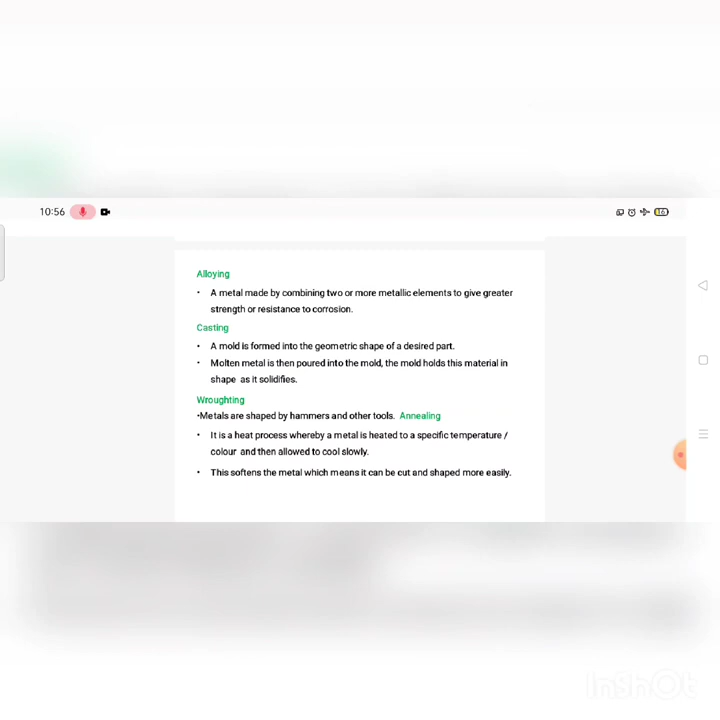 10:56
16
Alloying
• A metal made by combining two or more metallic elements to give greater
strength or resistance to corrosion.
Casting
• A mold is formed into the geometric shape of a desired part.
• Molten metal is then poured into the mold, the mold holds this material in
shape as it solidifies.
Wroughting
•Metals are shaped by hammers and other tools. Annealing
• It is a heat process whereby a metal is heated to a specific temperature /
colour and then allowed to cool slowly.
• This softens the metal which means it can be cut and shaped more easily.
InShOt